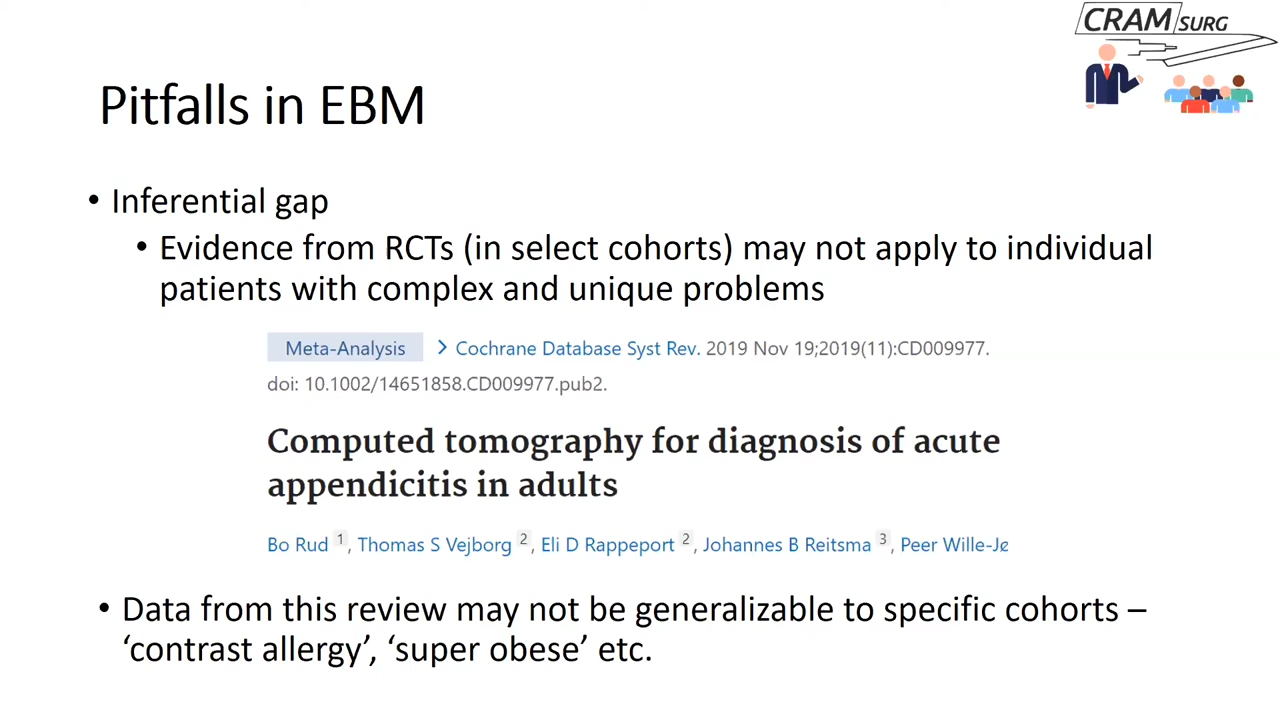 CRAM SURG
Pitfalls in EBM
• Inferential gap
• Evidence from RCTs (in select cohorts) may not apply to individual
patients with complex and unique problems
Meta-Analysis > Cochrane Database Syst Rev. 2019 Nov 19;2019(11):CD009977.
doi: 10.1002/14651858.CD009977.pub2.
Computed tomography for diagnosis of acute
appendicitis in adults
Bo Rud 1, Thomas S Vejborg 2, Eli D Rappeport 2, Johannes B Reitsma 3, Peer Wille-Jø
• Data from this review may not be generalizable to specific cohorts –
‘contrast allergy’, ‘super obese’ etc.